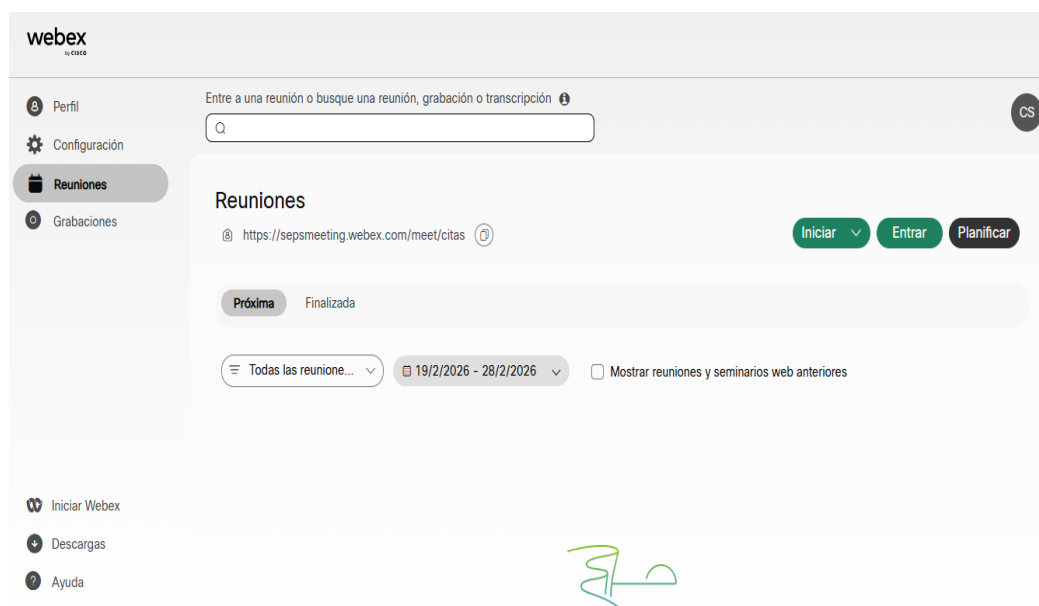 webex
by CISCO
Perfil
Configuración
Reuniones
Grabaciones
Iniciar Webex
Descargas
Ayuda
Entre a una reunión o busque una reunión, grabación o transcripción
CS
Reuniones
https://sepsmeeting.webex.com/meet/citas
Iniciar
Entrar
Planificar
Próxima
Finalizada
Todas las reunione...
19/2/2026 - 28/2/2026
Mostrar reuniones y seminarios web anteriores